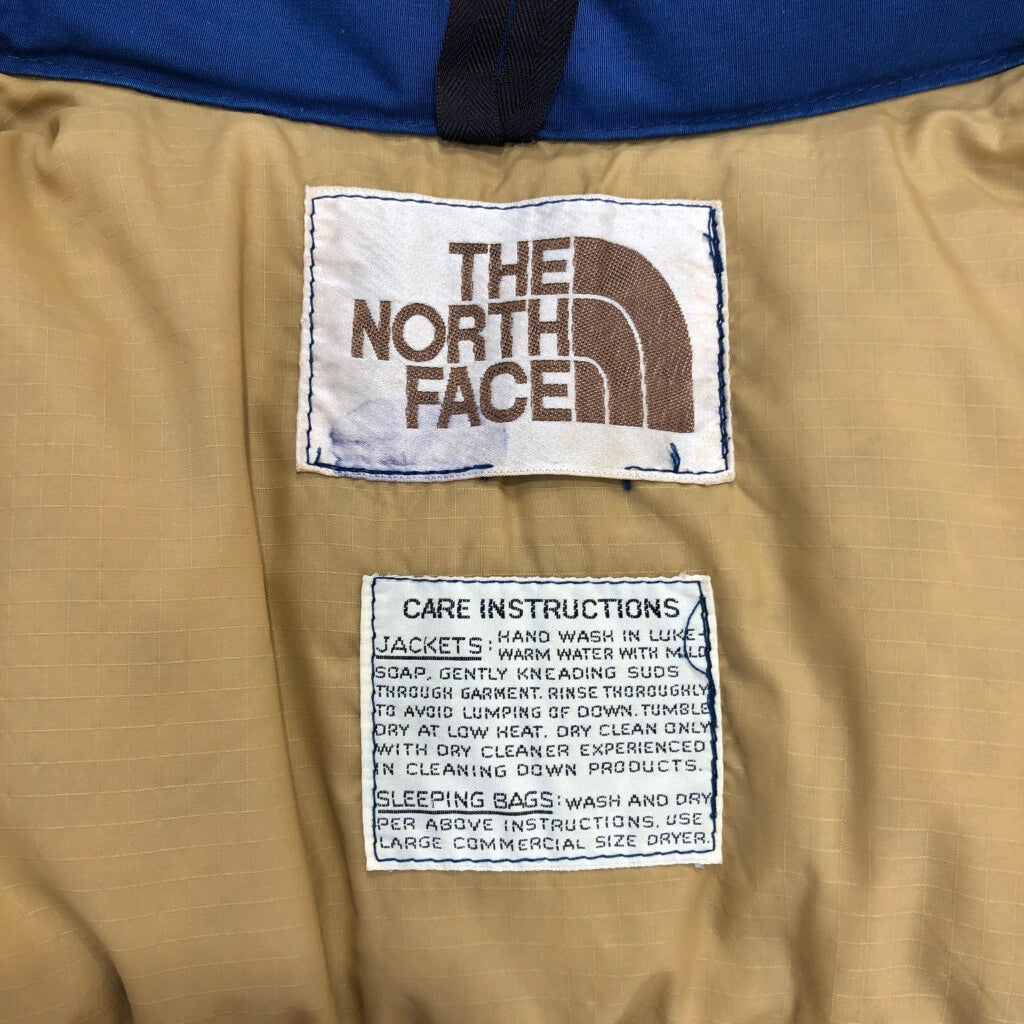 THE
NORTH
FACE
CARE INSTRUCTIONS
JACKETS: HAND WASH IN LUKE-
WARM WATER WITH MILD
SOAP, GENTLY KNEADING SUDS
THROUGH GARMENT. RINSE THOROUGHLY
TO AVOID LUMPING OF DOWN. TUMBLE
DRY AT LOW HEAT. DRY CLEAN ONLY
WITH DRY CLEANER EXPERIENCED
IN CLEANING DOWN PRODUCTS.
SLEEPING BAGS: WASH AND DRY
PER ABOVE INSTRUCTIONS. USE
LARGE COMMERCIAL SIZE DRYER.